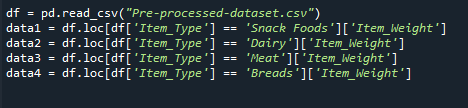 df = pd.read_csv("Pre-processed-dataset.csv")
data1 = df.loc[df['Item_Type'] == 'Snack Foods']['Item_Weight']
data2 = df.loc[df['Item_Type'] == 'Dairy']['Item_Weight']
data3 = df.loc[df['Item_Type'] == 'Meat']['Item_Weight']
data4 = df.loc[df['Item_Type'] == 'Breads']['Item_Weight']